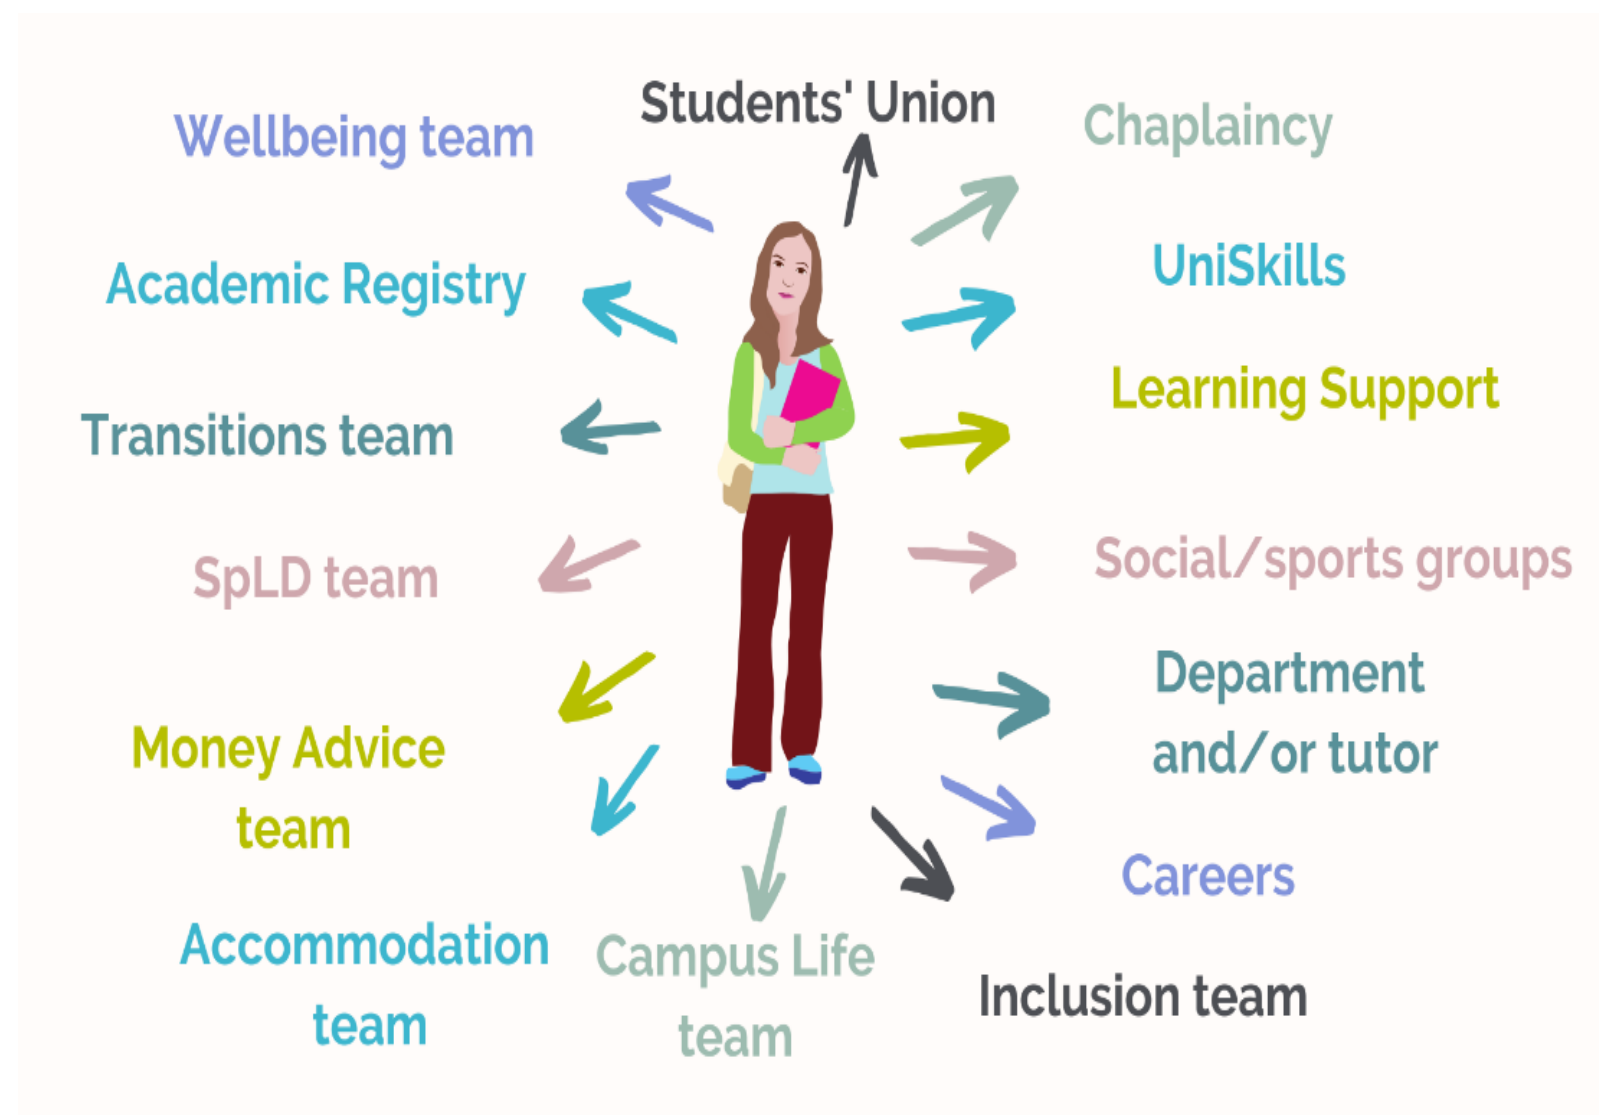 Students' Union
Chaplaincy
UniSkills
Learning Support
Social/sports groups
Department
and/or tutor
Careers
Inclusion team
Campus Life
team
Accommodation
team
Money Advice
team
SpLD team
Transitions team
Academic Registry
Wellbeing team